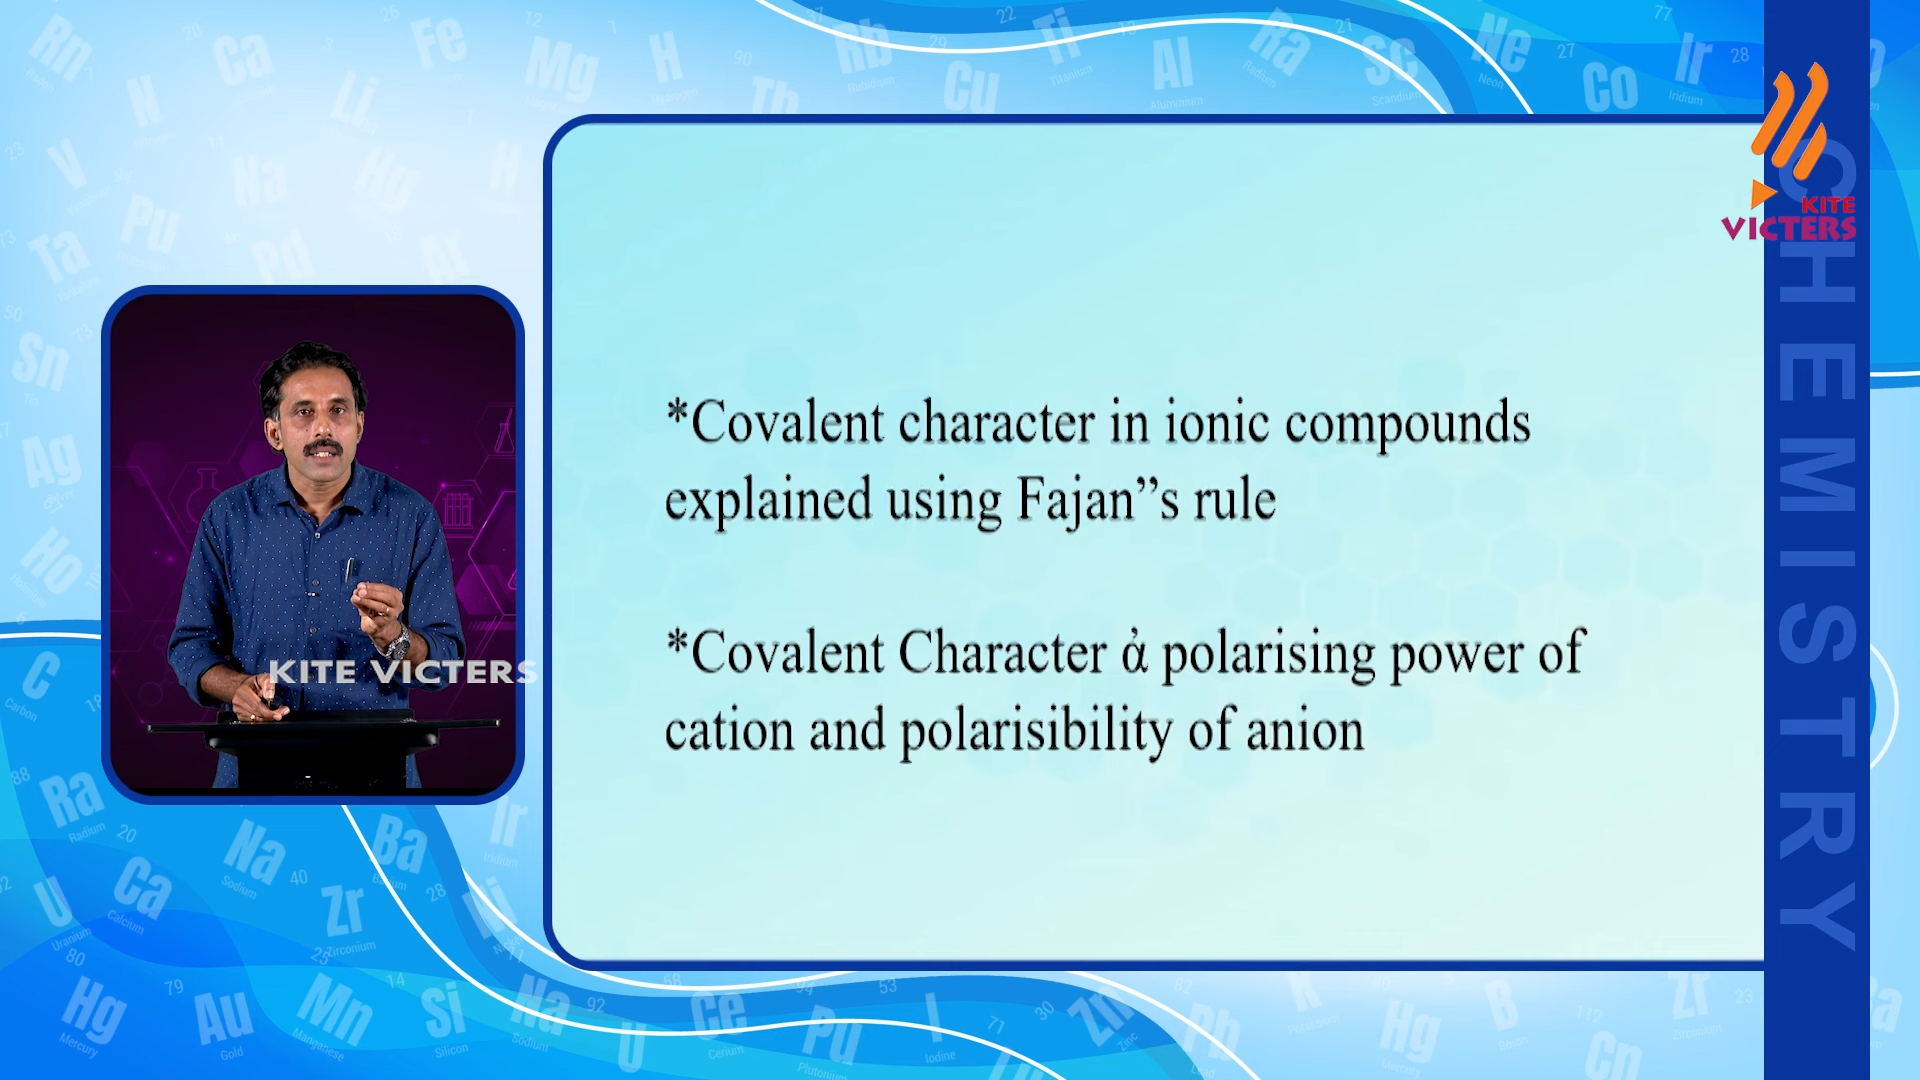 *Covalent character in ionic compounds
explained using Fajan”s rule
*Covalent Character ἀ polarising power of
cation and polarisibility of anion
KITE
VICTERS
KITE VICTERS
CHEMISTRY